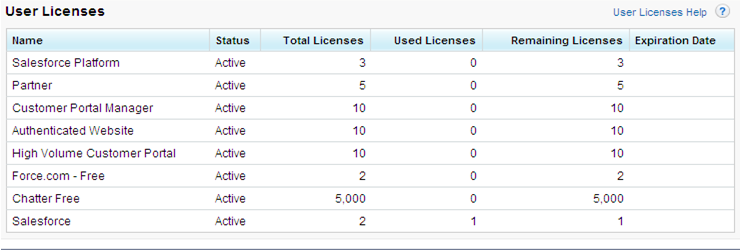 User Licenses
User Licenses Help ?
Name Status Total Licenses Used Licenses Remaining Licenses Expiration Date
Salesforce Platform Active 3 0 3
Partner Active 5 0 5
Customer Portal Manager Active 10 0 10
Authenticated Website Active 10 0 10
High Volume Customer Portal Active 10 0 10
Force.com - Free Active 2 0 2
Chatter Free Active 5,000 0 5,000
Salesforce Active 2 1 1